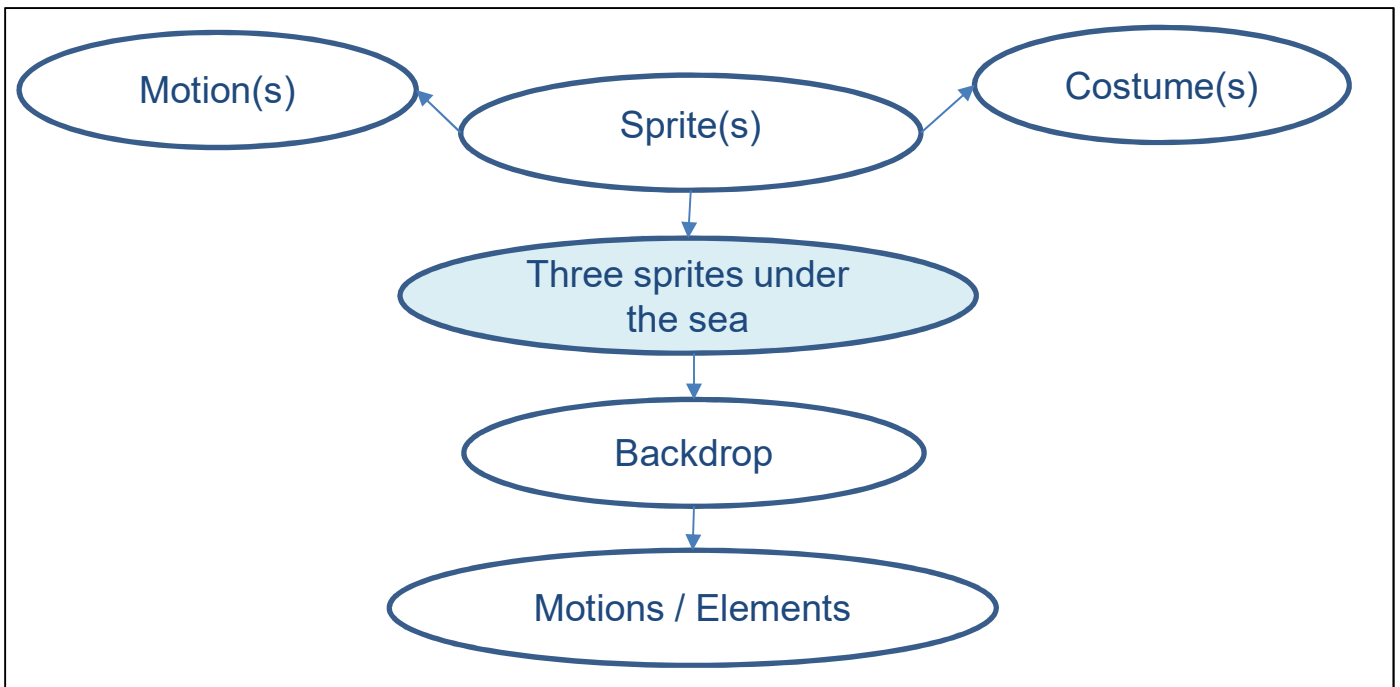 Motion(s)
Sprite(s)
Costume(s)
Three sprites under
the sea
Backdrop
Motions / Elements